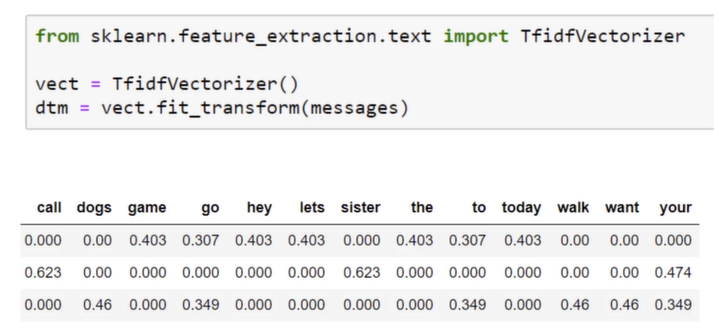 from sklearn.feature_extraction.text import TfidfVectorizer
vect = TfidfVectorizer()
dtm = vect.fit_transform(messages)
call dogs game go hey lets sister the to today walk want your
0.000 0.00 0.403 0.307 0.403 0.403 0.000 0.403 0.307 0.403 0.00 0.00 0.000
0.623 0.00 0.000 0.000 0.000 0.000 0.623 0.000 0.000 0.000 0.00 0.00 0.474
0.000 0.46 0.000 0.349 0.000 0.000 0.000 0.000 0.349 0.000 0.46 0.46 0.349